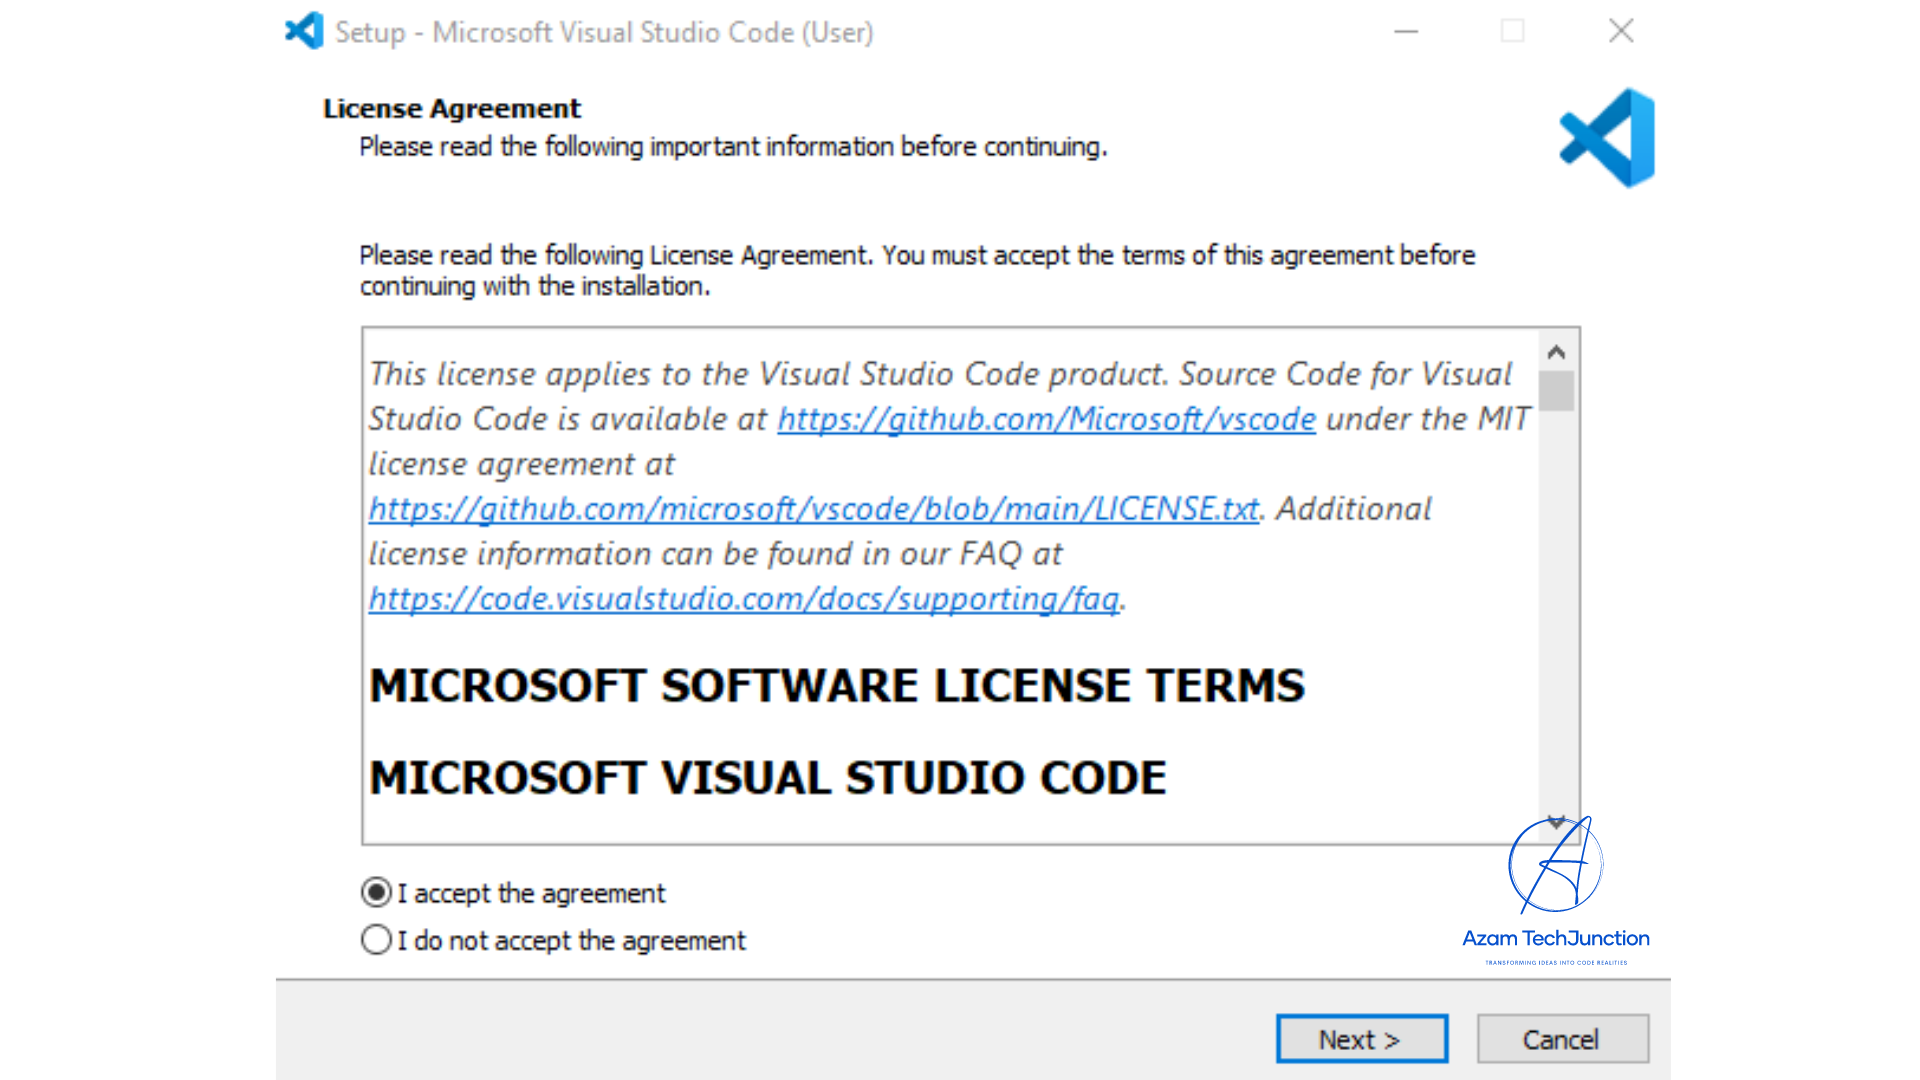 Setup - Microsoft Visual Studio Code (User)
License Agreement
Please read the following important information before continuing.
Please read the following License Agreement. You must accept the terms of this agreement before
continuing with the installation.
This license applies to the Visual Studio Code product. Source Code for Visual
Studio Code is available at https://github.com/Microsoft/vscode under the MIT
license agreement at
https://github.com/microsoft/vscode/blob/main/LICENSE.txt. Additional
license information can be found in our FAQ at
https://code.visualstudio.com/docs/supporting/faq.
MICROSOFT SOFTWARE LICENSE TERMS
MICROSOFT VISUAL STUDIO CODE
I accept the agreement
I do not accept the agreement
A
Azam TechJunction
TRANSFORMING IDEAS INTO CODE REALITIES
Next >
Cancel